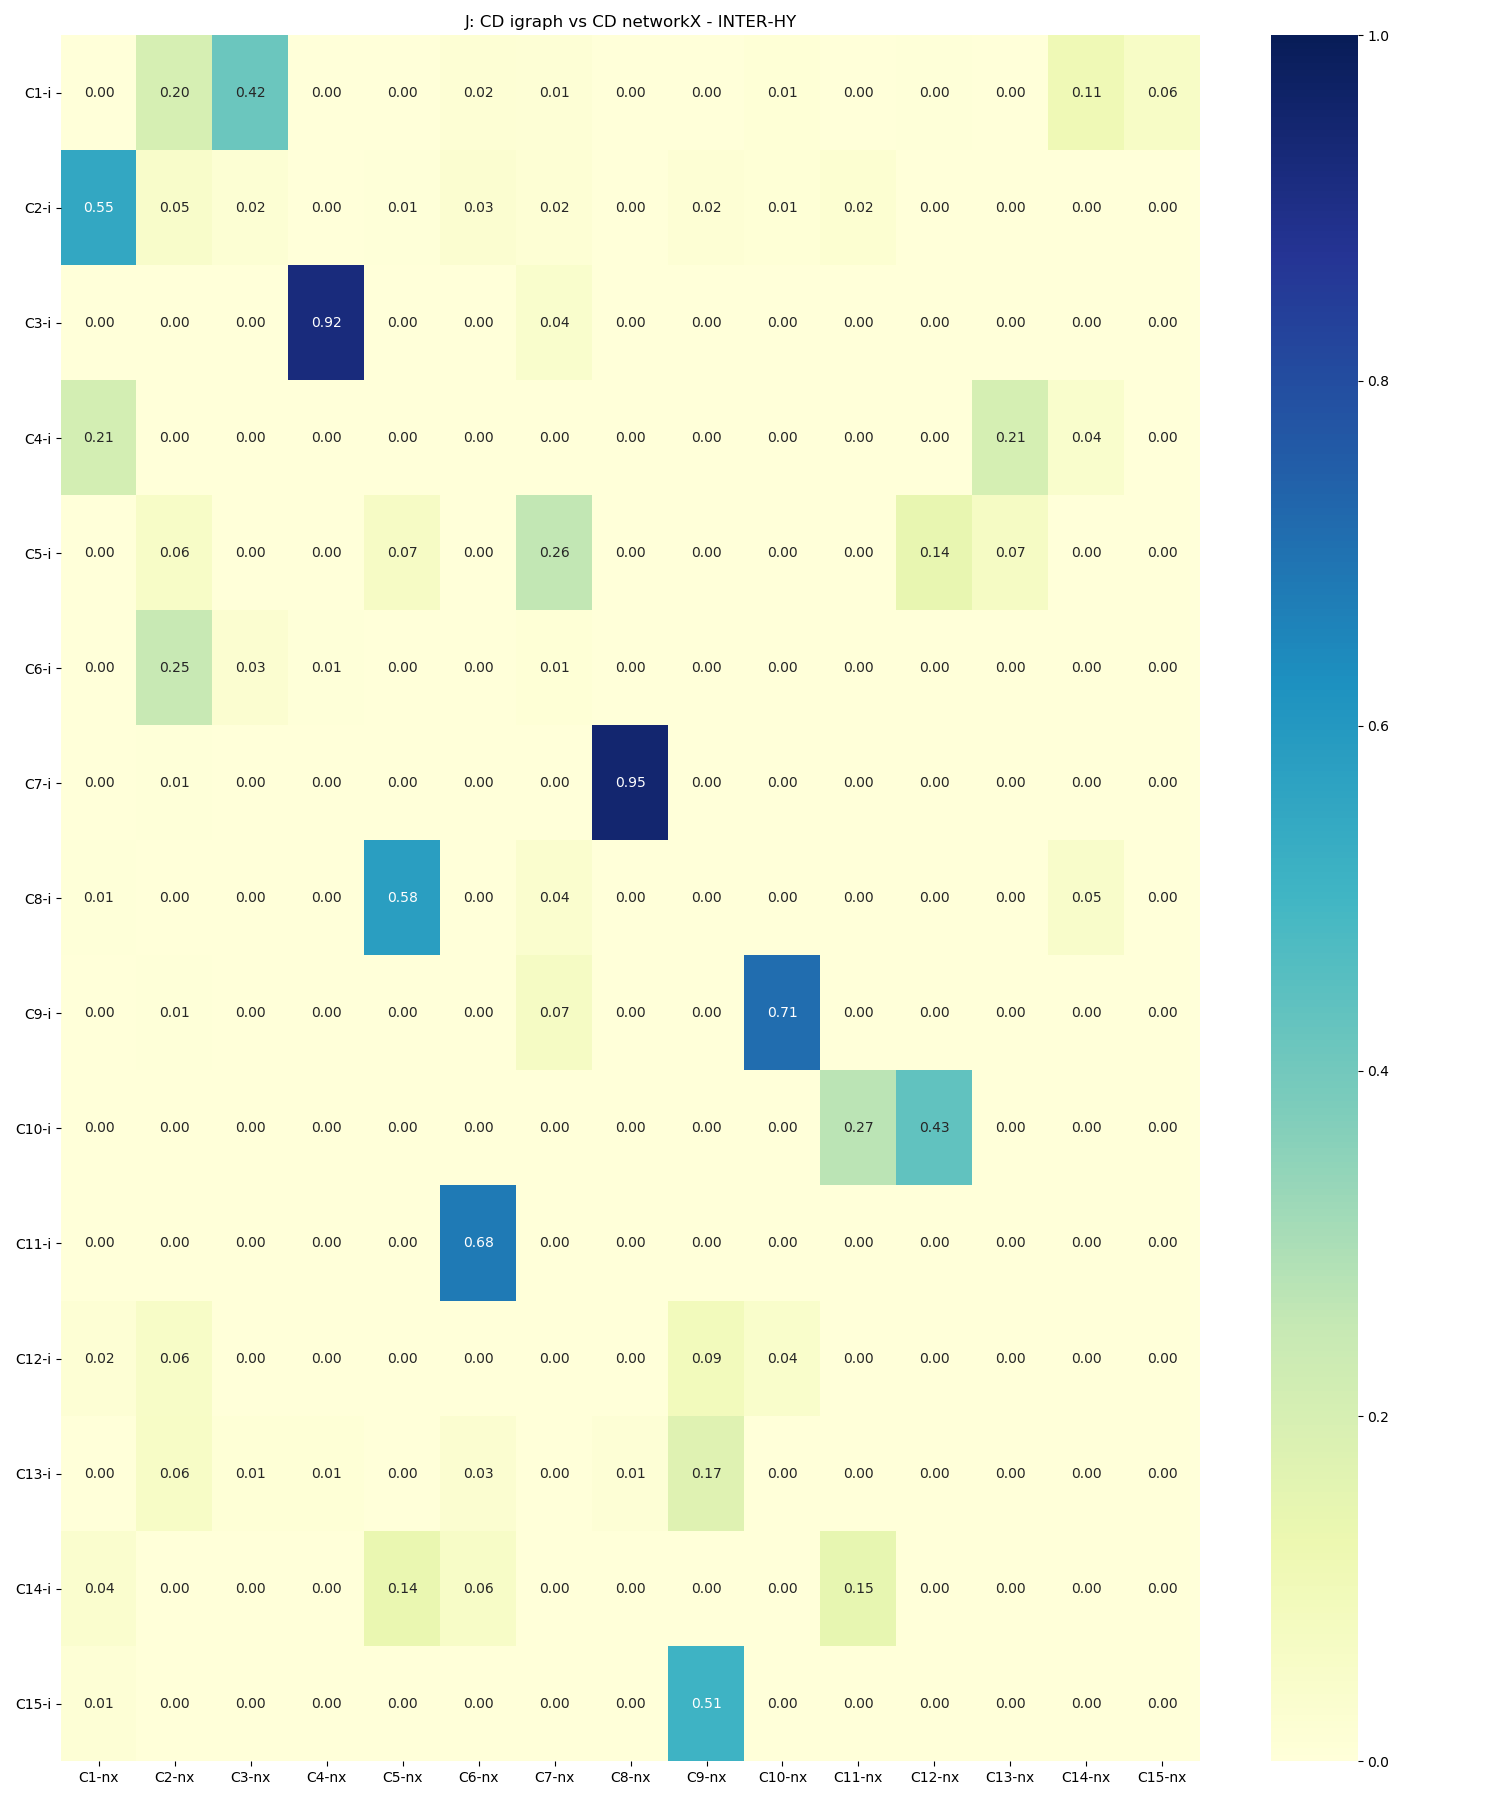 J: CD igraph vs CD networkX - INTER-HY
C1-i 0.00 0.20 0.42 0.00 0.00 0.02 0.01 0.00 0.00 0.01 0.00 0.00 0.00 0.11 0.06
C2-i 0.55 0.05 0.02 0.00 0.01 0.03 0.02 0.00 0.02 0.01 0.02 0.00 0.00 0.00 0.00
C3-i 0.00 0.00 0.00 0.92 0.00 0.00 0.04 0.00 0.00 0.00 0.00 0.00 0.00 0.00 0.00
C4-i 0.21 0.00 0.00 0.00 0.00 0.00 0.00 0.00 0.00 0.00 0.00 0.00 0.21 0.04 0.00
C5-i 0.00 0.06 0.00 0.00 0.07 0.00 0.26 0.00 0.00 0.00 0.00 0.14 0.07 0.00 0.00
C6-i 0.00 0.25 0.03 0.01 0.00 0.00 0.01 0.00 0.00 0.00 0.00 0.00 0.00 0.00 0.00
C7-i 0.00 0.01 0.00 0.00 0.00 0.00 0.00 0.95 0.00 0.00 0.00 0.00 0.00 0.00 0.00
C8-i 0.01 0.00 0.00 0.00 0.58 0.00 0.04 0.00 0.00 0.00 0.00 0.00 0.00 0.05 0.00
C9-i 0.00 0.01 0.00 0.00 0.00 0.00 0.07 0.00 0.00 0.71 0.00 0.00 0.00 0.00 0.00
C10-i 0.00 0.00 0.00 0.00 0.00 0.00 0.00 0.00 0.00 0.00 0.27 0.43 0.00 0.00 0.00
C11-i 0.00 0.00 0.00 0.00 0.00 0.68 0.00 0.00 0.00 0.00 0.00 0.00 0.00 0.00 0.00
C12-i 0.02 0.06 0.00 0.00 0.00 0.00 0.00 0.00 0.09 0.04 0.00 0.00 0.00 0.00 0.00
C13-i 0.00 0.06 0.01 0.01 0.00 0.03 0.00 0.01 0.17 0.00 0.00 0.00 0.00 0.00 0.00
C14-i 0.04 0.00 0.00 0.00 0.14 0.06 0.00 0.00 0.00 0.00 0.15 0.00 0.00 0.00 0.00
C15-i 0.01 0.00 0.00 0.00 0.00 0.00 0.00 0.00 0.51 0.00 0.00 0.00 0.00 0.00 0.00
C1-nx C2-nx C3-nx C4-nx C5-nx C6-nx C7-nx C8-nx C9-nx C10-nx C11-nx C12-nx C13-nx C14-nx C15-nx
1.0
0.8
0.6
0.4
0.2
0.0